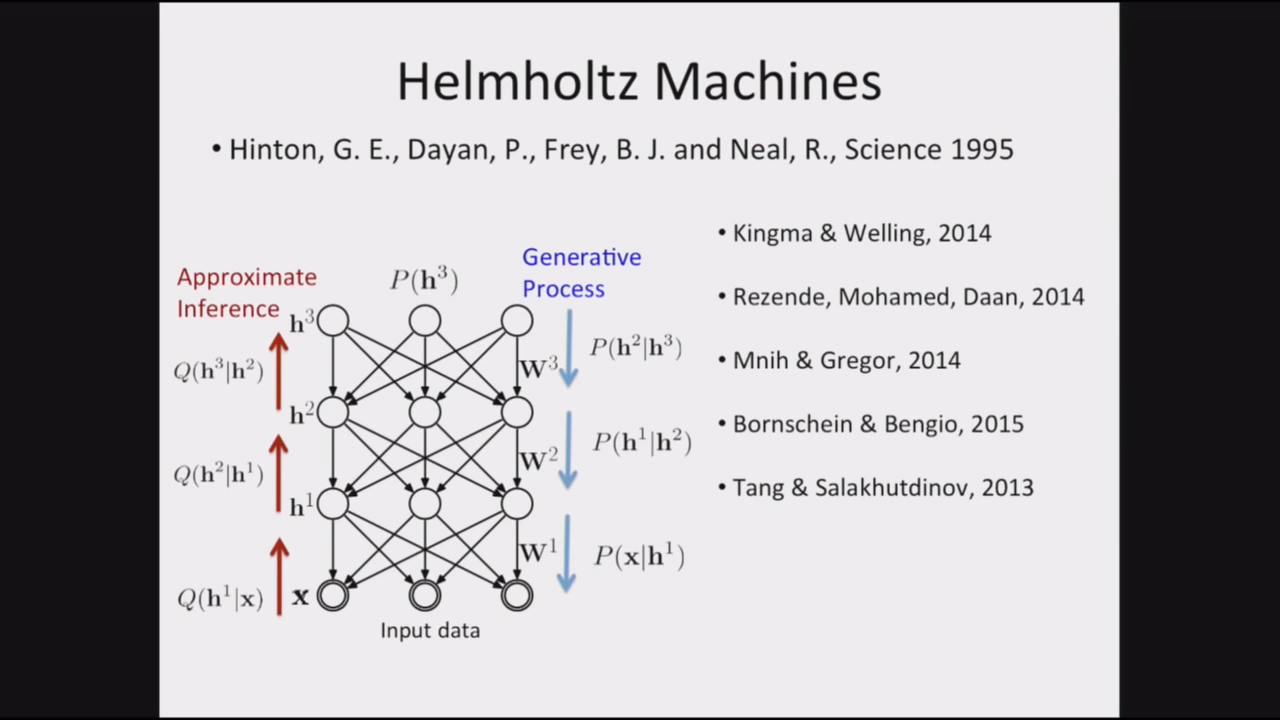 Helmholtz Machines
• Hinton, G. E., Dayan, P., Frey, B. J. and Neal, R., Science 1995
• Kingma & Welling, 2014
• Rezende, Mohamed, Daan, 2014
• Mnih & Gregor, 2014
• Bornschein & Bengio, 2015
• Tang & Salakhutdinov, 2013
Approximate
Inference
P(h³)
Generative
Process
h³
Q(h³|h²)
W³
P(h²|h³)
h²
Q(h²|h¹)
W²
P(h¹|h²)
h¹
W¹
P(x|h¹)
Q(h¹|x)
x
Input data